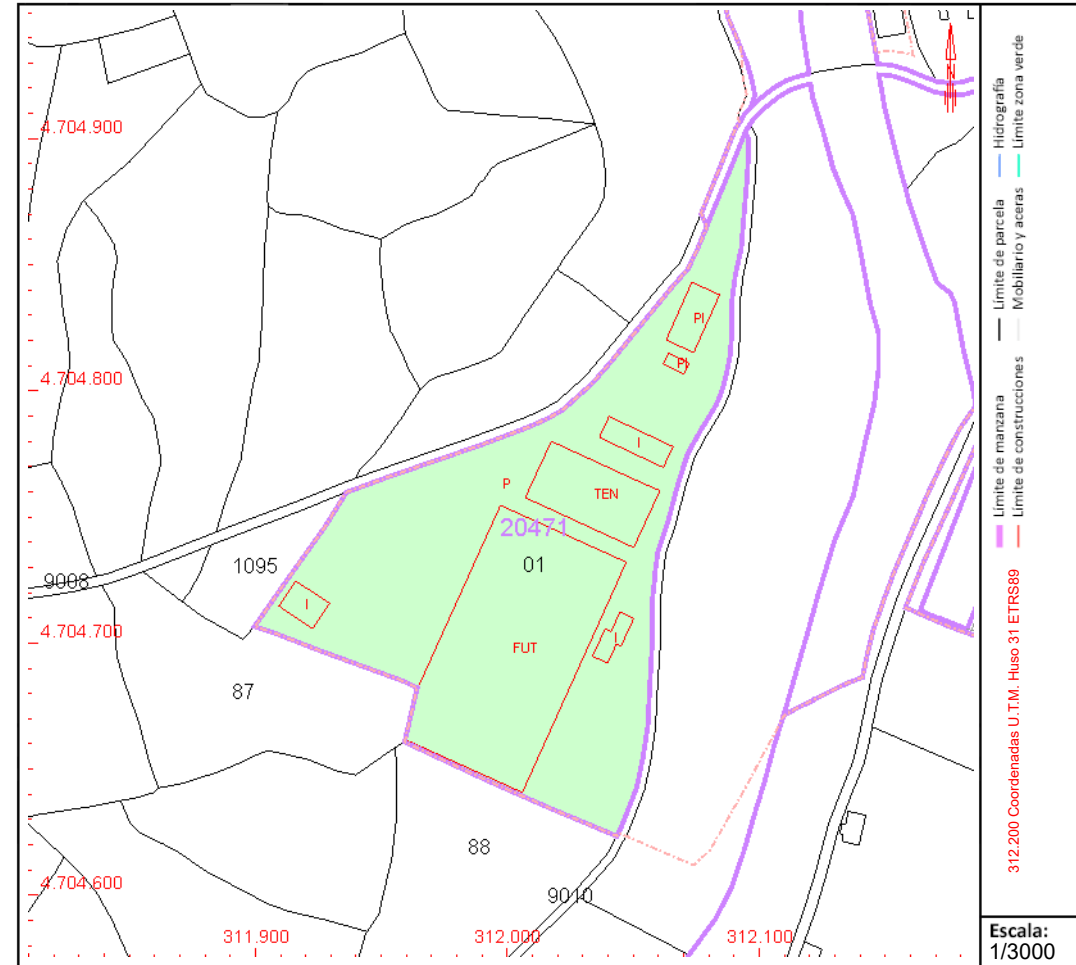 4.704.900
4.704.800
4.704.700
4.704.600
311.900
312.000
312.100
PI
PI
I
TEN
P
20471
01
FUT
I
I
1095
9008
87
88
9010
N
Hidrografía
Límite zona verde
Límite de parcela
Mobiliario y aceras
Límite de manzana
Límite de construcciones
312.200 Coordenadas U.T.M. Huso 31 ETRS89
Escala:
1/3000